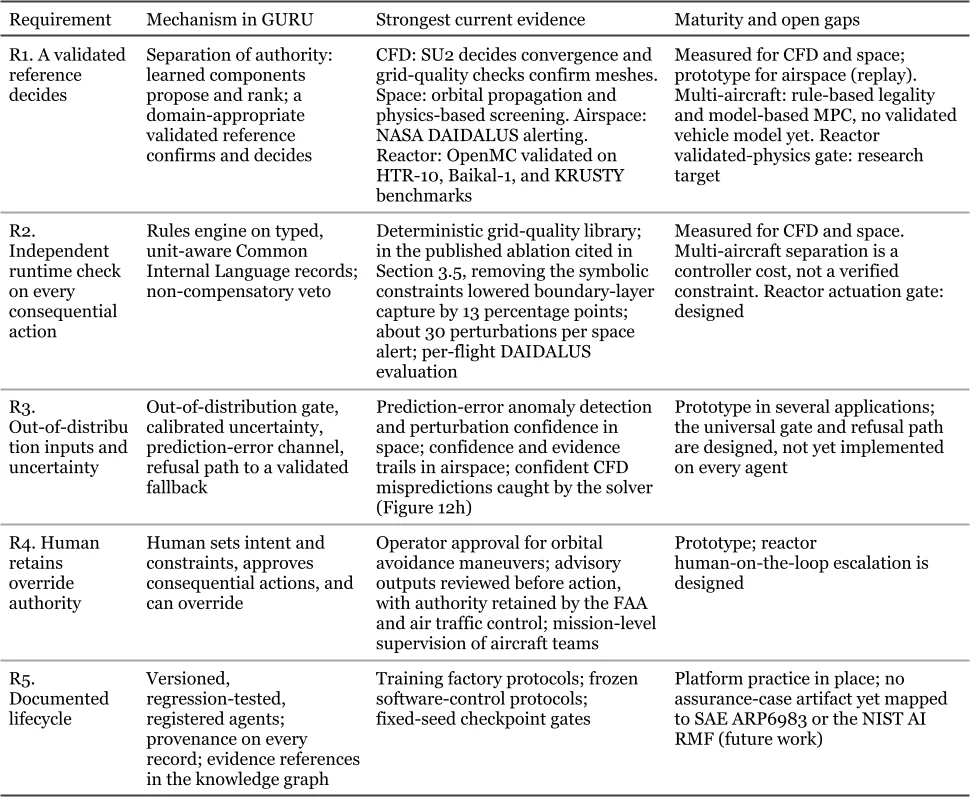 Requirement
Mechanism in GURU
Strongest current evidence
Maturity and open gaps
R1. A validated
reference
decides
Separation of authority:
learned components
propose and rank; a
domain-appropriate
validated reference
confirms and decides
CFD: SU2 decides convergence and
grid-quality checks confirm meshes.
Space: orbital propagation and
physics-based screening. Airspace:
NASA DAIDALUS alerting.
Reactor: OpenMC validated on
HTR-10, Baikal-1, and KRUSTY
benchmarks
Measured for CFD and space;
prototype for airspace (replay).
Multi-aircraft: rule-based legality
and model-based MPC, no validated
vehicle model yet. Reactor
validated-physics gate: research
target
R2.
Independent
runtime check
on every
consequential
action
Rules engine on typed,
unit-aware Common
Internal Language records;
non-compensatory veto
Deterministic grid-quality library;
in the published ablation cited in
Section 3.5, removing the symbolic
constraints lowered boundary-layer
capture by 13 percentage points;
about 30 perturbations per space
alert; per-flight DAIDALUS
evaluation
Measured for CFD and space.
Multi-aircraft separation is a
controller cost, not a verified
constraint. Reactor actuation gate:
designed
R3.
Out-of-distribu
tion inputs and
uncertainty
Out-of-distribution gate,
calibrated uncertainty,
prediction-error channel,
refusal path to a validated
fallback
Prediction-error anomaly detection
and perturbation confidence in
space; confidence and evidence
trails in airspace; confident CFD
mispredictions caught by the solver
(Figure 12h)
Prototype in several applications;
the universal gate and refusal path
are designed, not yet implemented
on every agent
R4. Human
retains
override
authority
Human sets intent and
constraints, approves
consequential actions, and
can override
Operator approval for orbital
avoidance maneuvers; advisory
outputs reviewed before action,
with authority retained by the FAA
and air traffic control; mission-level
supervision of aircraft teams
Prototype; reactor
human-on-the-loop escalation is
designed
R5.
Documented
lifecycle
Versioned,
regression-tested,
registered agents;
provenance on every
record; evidence references
in the knowledge graph
Training factory protocols; frozen
software-control protocols;
fixed-seed checkpoint gates
Platform practice in place; no
assurance-case artifact yet mapped
to SAE ARP6983 or the NIST AI
RMF (future work)